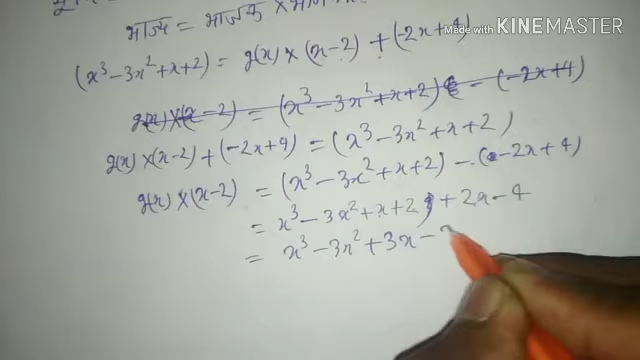 Made with KINEMASTER
भाज्य = भाजक ×
(x³ - 3x² + x + 2) = g(x) × (x - 2) + (-2x + 4)
g(x) × (x - 2) = (x³ - 3x² + x + 2) - (-2x + 4)
g(x) × (x - 2) + (-2x + 4) = (x³ - 3x² + x + 2)
g(x) × (x - 2) = (x³ - 3x² + x + 2) - (-2x + 4)
= x³ - 3x² + x + 2 + 2x - 4
= x³ - 3x² + 3x -